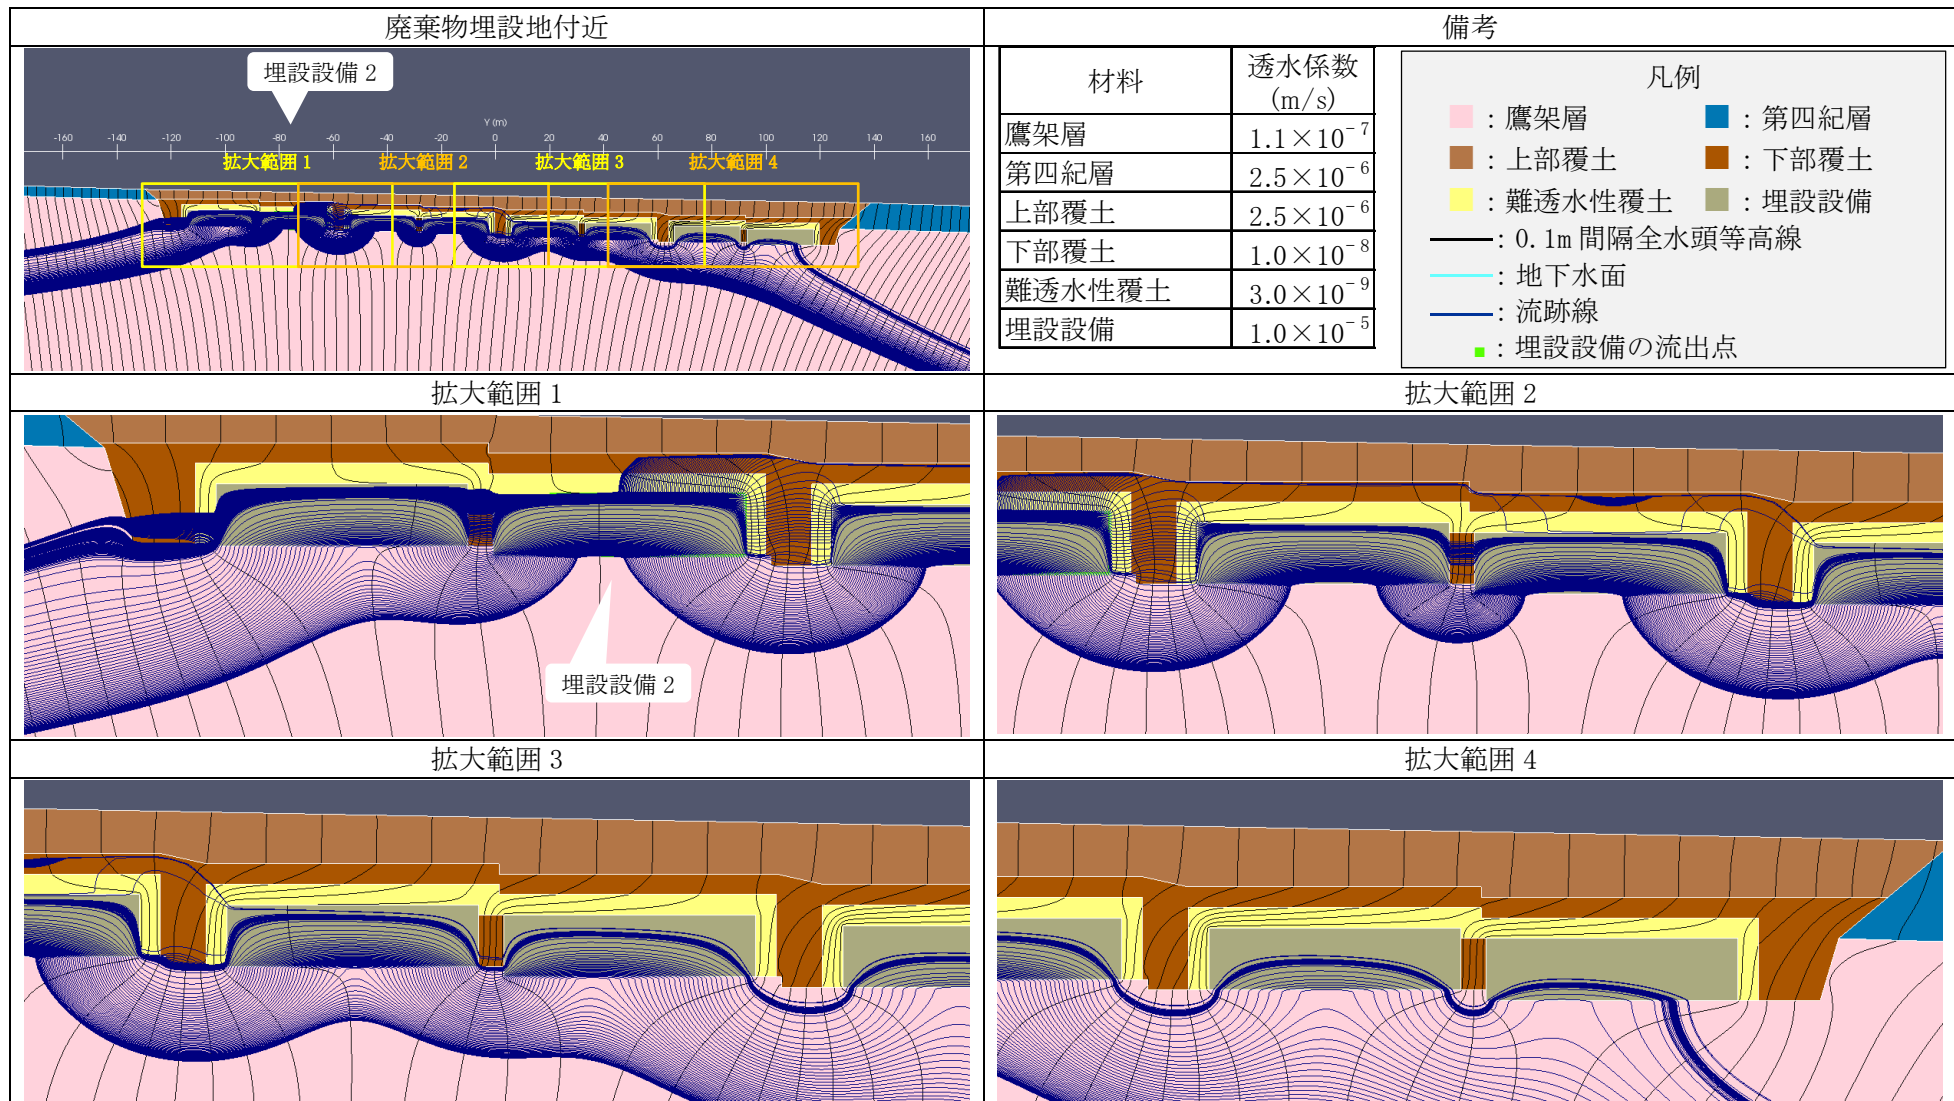 廃棄物埋設地付近
備考
埋設設備 2
Y (m)
-160 -140 -120 -100 -80 -60 -40 -20 0 20 40 60 80 100 120 140 160
拡大範囲 1 拡大範囲 2 拡大範囲 3 拡大範囲 4
材料 透水係数
(m/s)
鷹架層 1.1×10⁻⁷
第四紀層 2.5×10⁻⁶
上部覆土 2.5×10⁻⁶
下部覆土 1.0×10⁻⁸
難透水性覆土 3.0×10⁻⁹
埋設設備 1.0×10⁻⁵
凡例
：鷹架層 ：第四紀層
：上部覆土 ：下部覆土
：難透水性覆土 ：埋設設備
：0.1m 間隔全水頭等高線
：地下水面
：流跡線
：埋設設備の流出点
拡大範囲 1
拡大範囲 2
埋設設備 2
拡大範囲 3
拡大範囲 4